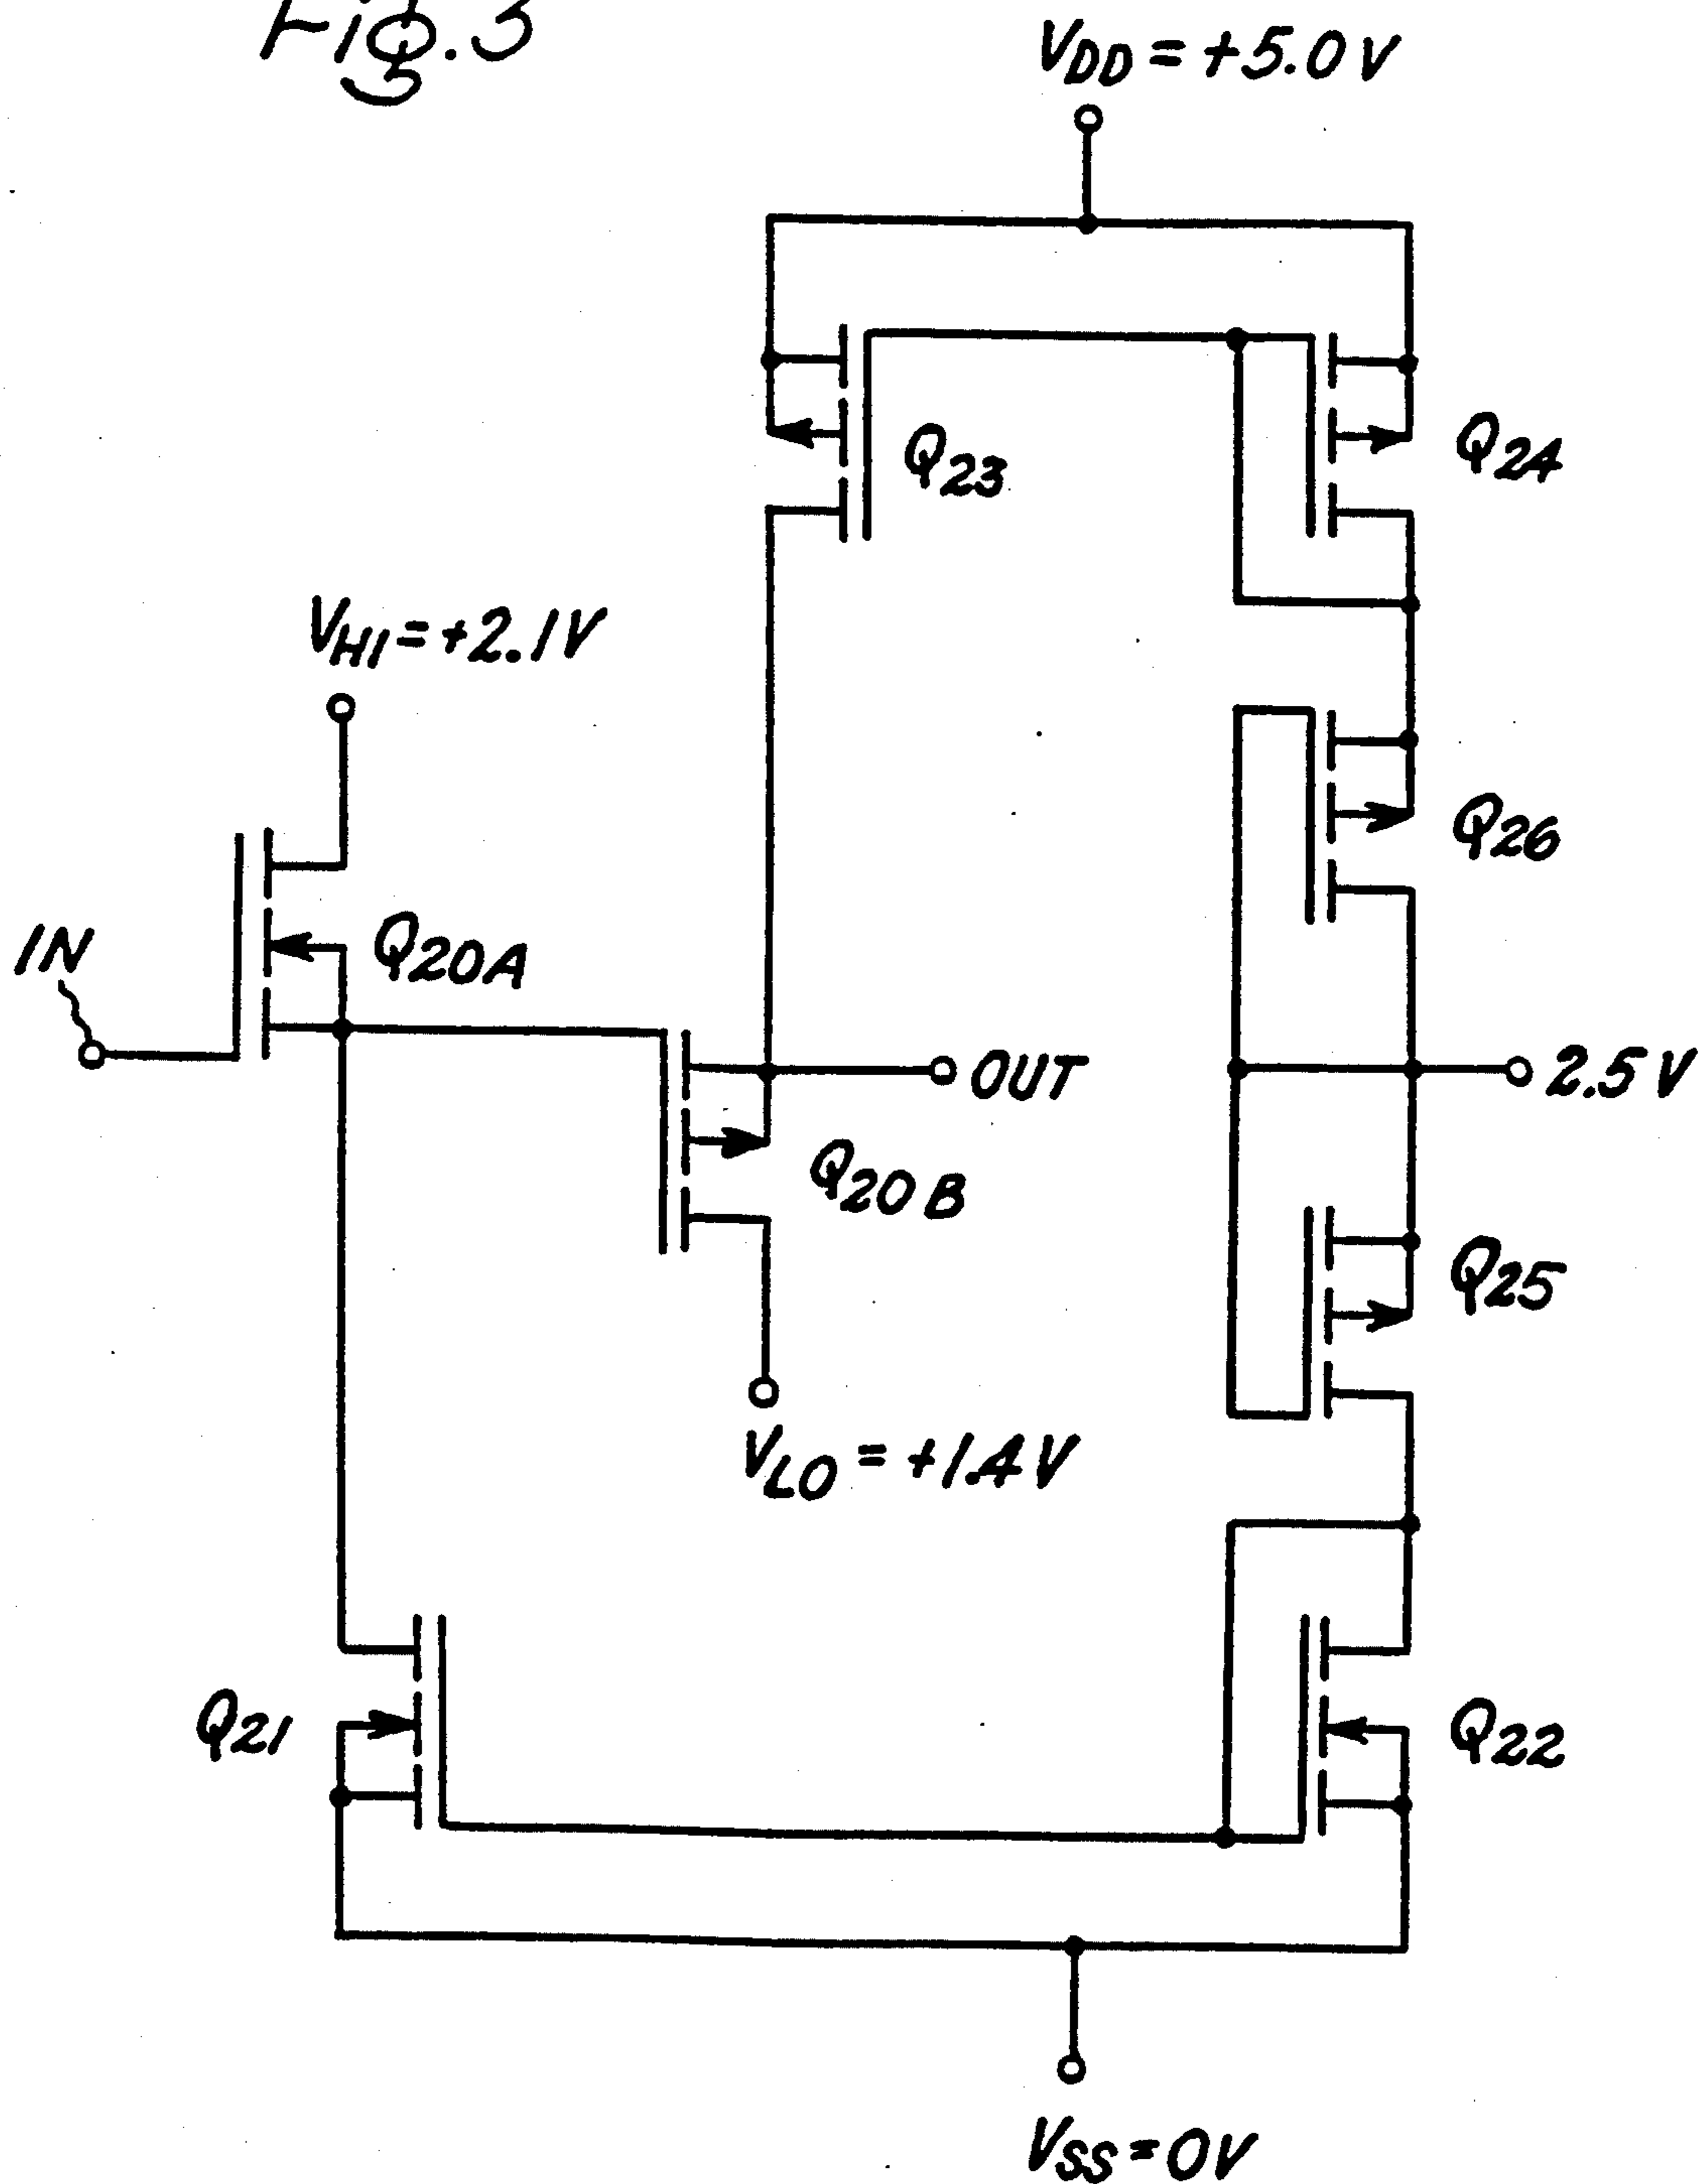 Fig. 3
VDD = +5.0V
Q23
Q24
VHI = +2.1V
Q26
IN
Q20A
OUT
2.5V
Q20B
Q25
VLO = +1.4V
Q21
Q22
VSS = 0V